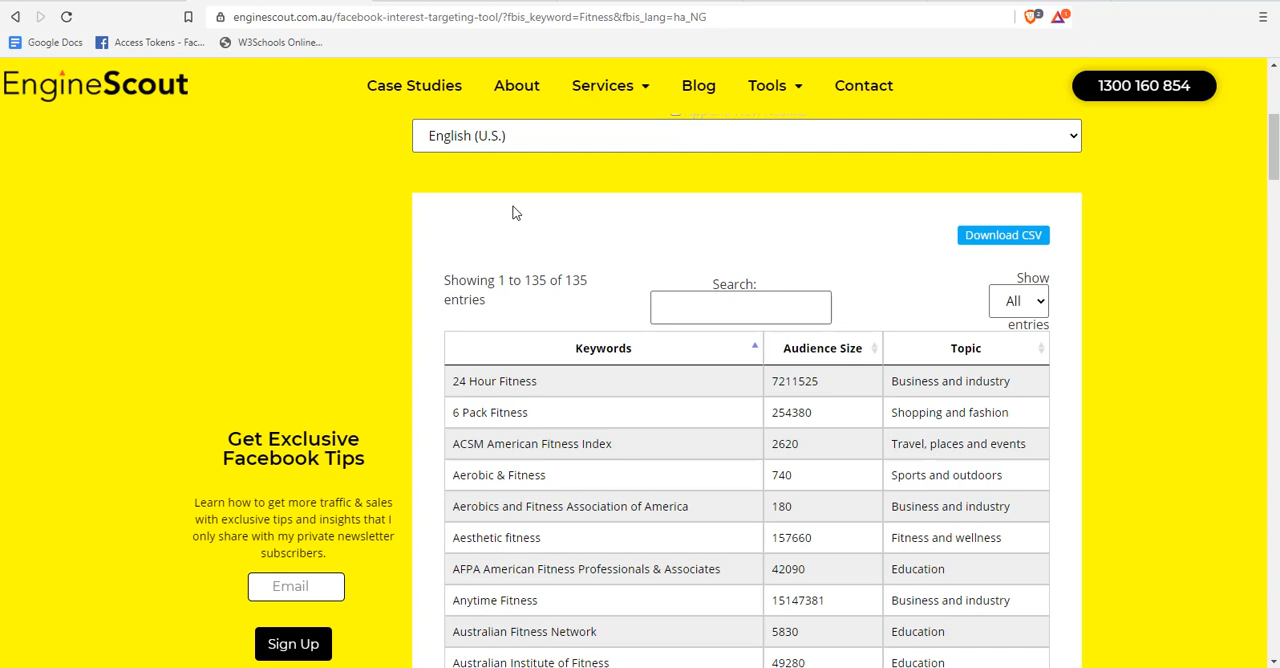 enginescout.com.au/facebook-interest-targeting-tool/?fbis_keyword=Fitness&fbis_lang=ha_NG
2
1
Google Docs
Access Tokens - Fac...
W3Schools Online...
EngineScout
Case Studies
About
Services
Blog
Tools
Contact
1300 160 854
English (U.S.)
Download CSV
Showing 1 to 135 of 135
entries
Search:
Show
All
entries
Keywords Audience Size Topic
24 Hour Fitness 7211525 Business and industry
6 Pack Fitness 254380 Shopping and fashion
ACSM American Fitness Index 2620 Travel, places and events
Aerobic & Fitness 740 Sports and outdoors
Aerobics and Fitness Association of America 180 Business and industry
Aesthetic fitness 157660 Fitness and wellness
AFPA American Fitness Professionals & Associates 42090 Education
Anytime Fitness 15147381 Business and industry
Australian Fitness Network 5830 Education
Australian Institute of Fitness 49280 Education
Get Exclusive
Facebook Tips
Learn how to get more traffic & sales
with exclusive tips and insights that I
only share with my private newsletter
subscribers.
Email
Sign Up